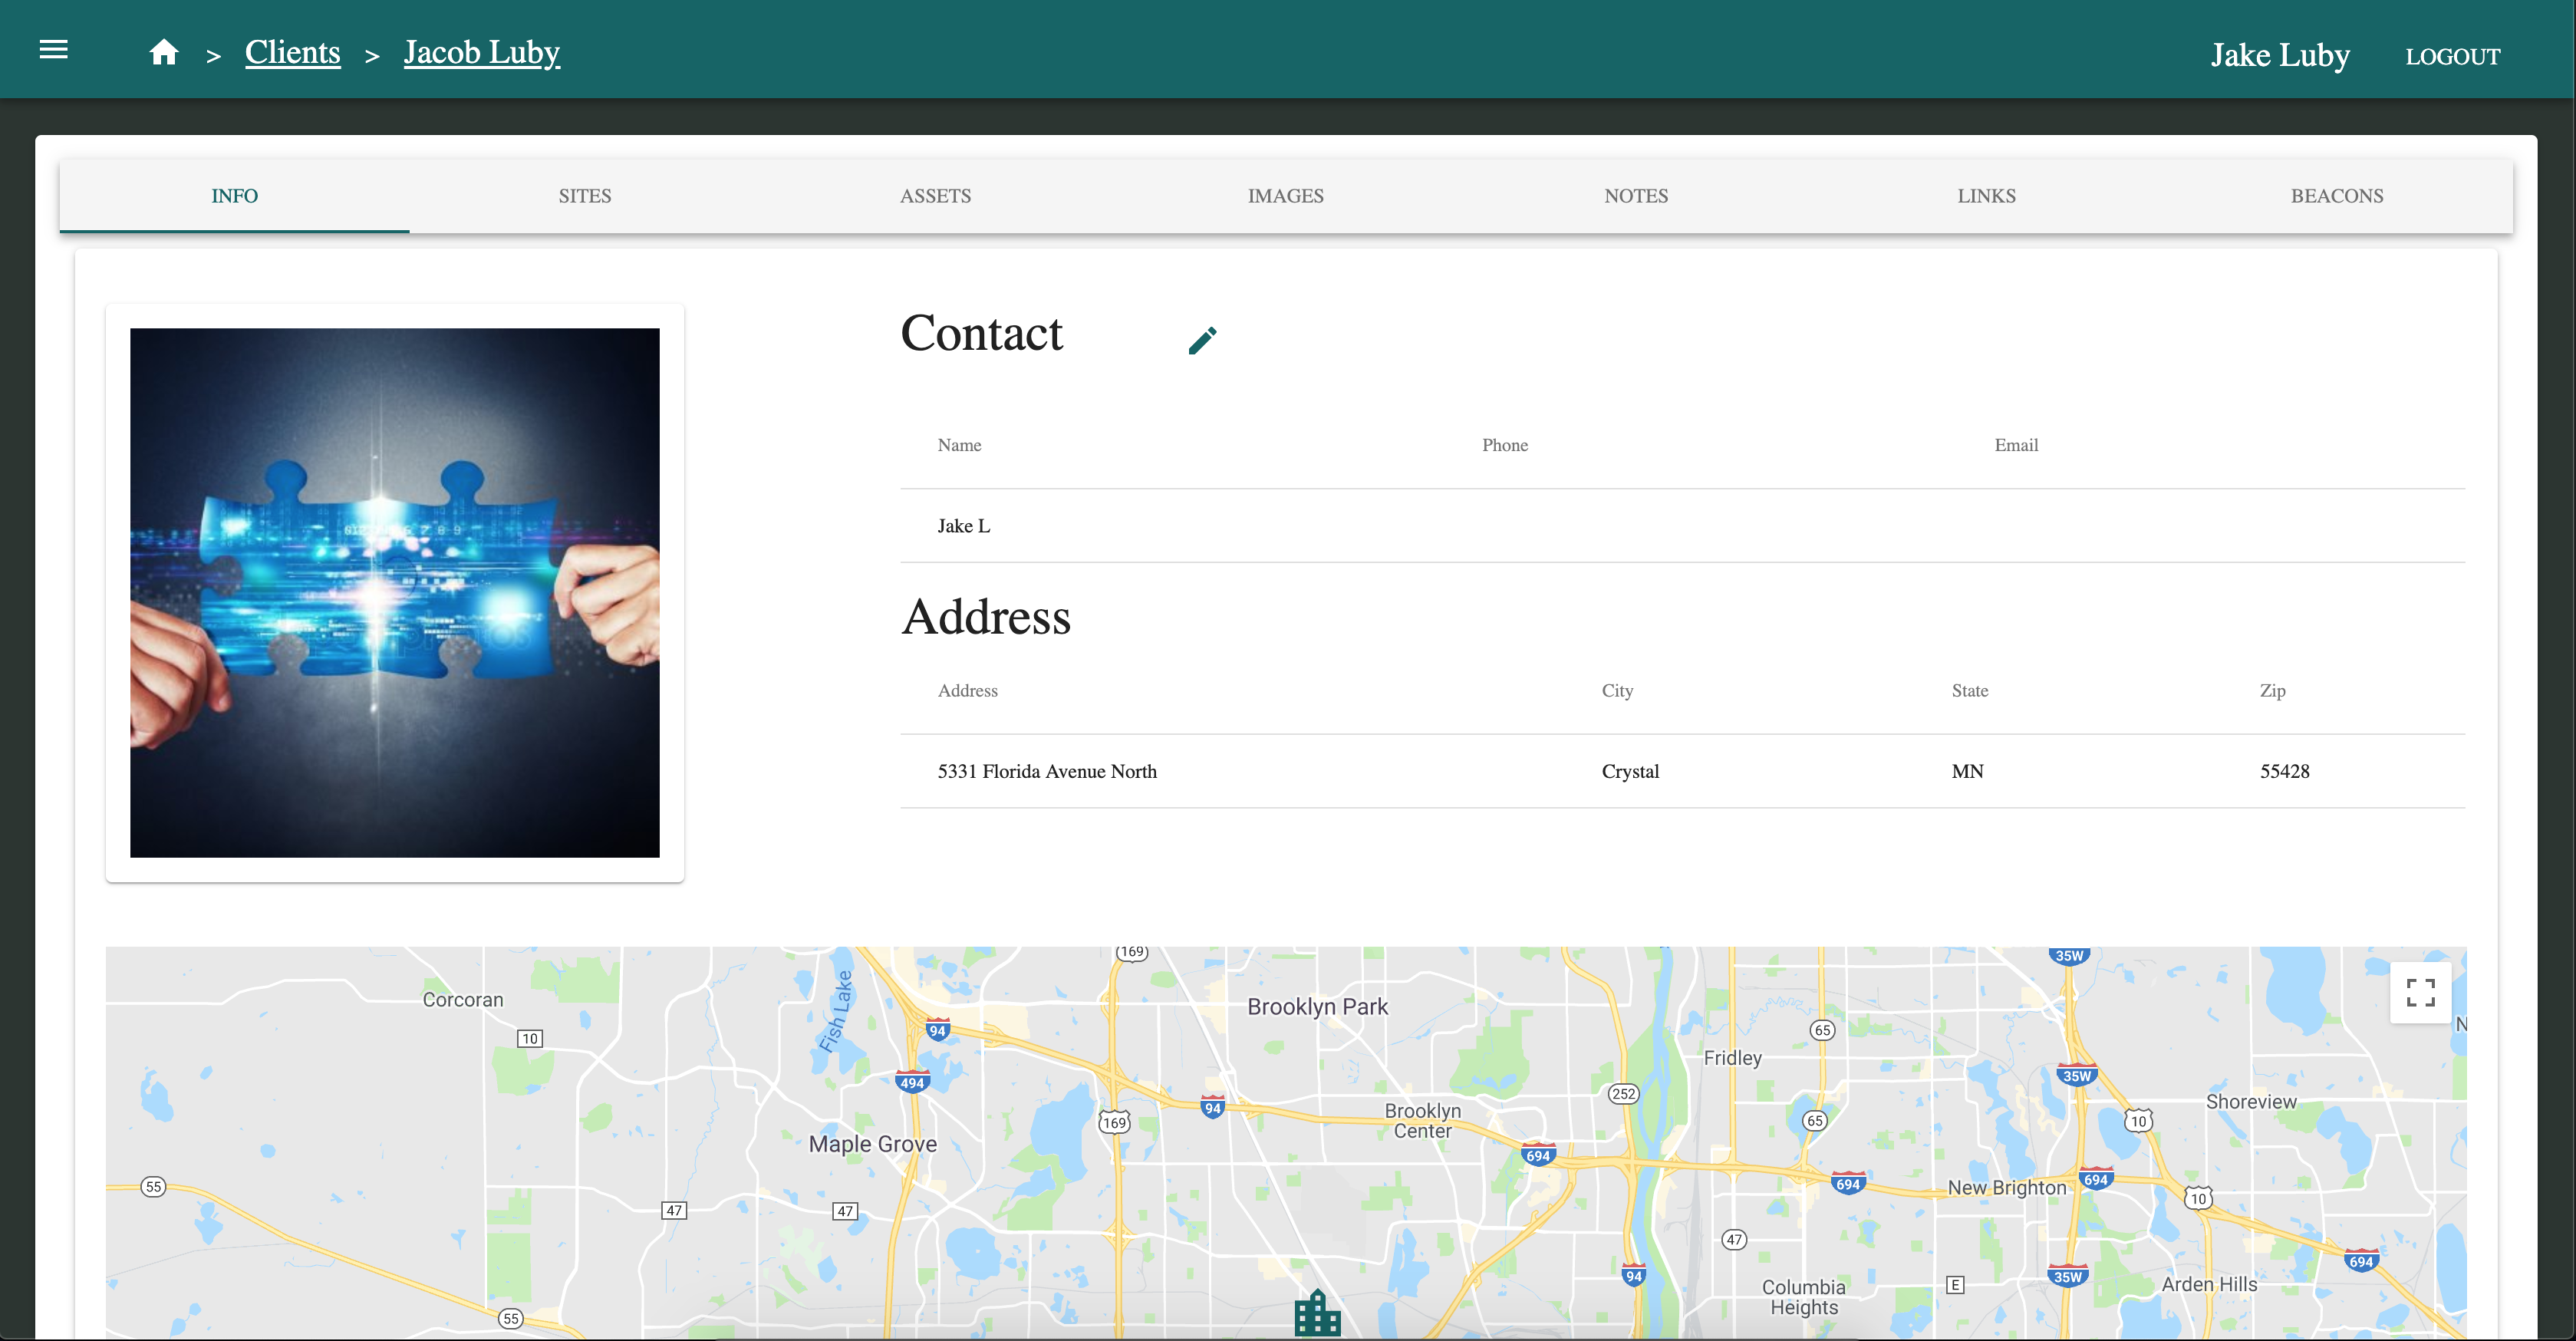 > Clients > Jacob Luby
Jake Luby LOGOUT
INFO SITES ASSETS IMAGES NOTES LINKS BEACONS
Contact
Name Phone Email
Jake L
Address
Address City State Zip
5331 Florida Avenue North Crystal MN 55428
169
35W
Corcoran
Fish Lake
Brooklyn Park
N
10
94
65
Fridley
494
35W
94
252
Shoreview
169
Brooklyn
Center
65
10
Maple Grove
694
694
New Brighton
694
55
10
47
47
47
694
94
35W
Columbia
Heights
E
Arden Hills
55